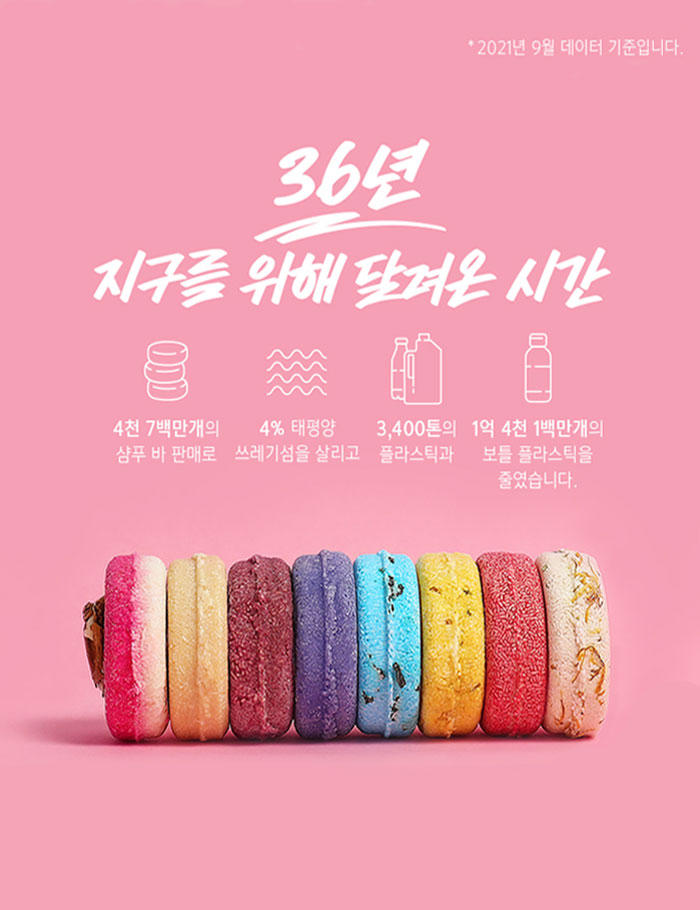 *2021년 9월 데이터 기준입니다.
36년
지구를 위해 달려온 시간
4천 7백만개의
샴푸 바 판매로
4% 태평양
쓰레기섬을 살리고
3,400톤의
플라스틱과
1억 4천 1백만개의
보틀 플라스틱을
줄였습니다.